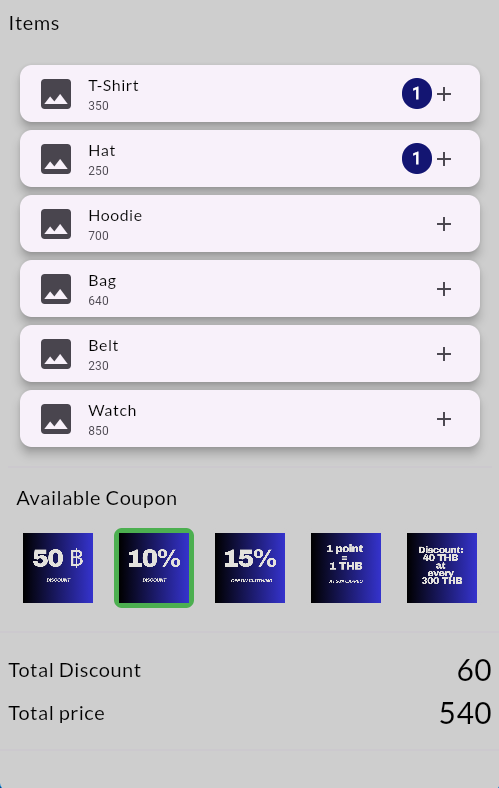 Items
T-Shirt
350
1
Hat
250
1
Hoodie
700
Bag
640
Belt
230
Watch
850
Available Coupon
50 ฿
DISCOUNT
10%
DISCOUNT
15%
1 point
=
1 THB
Discount:
40 THB
at
every
300 THB
Total Discount
60
Total price
540